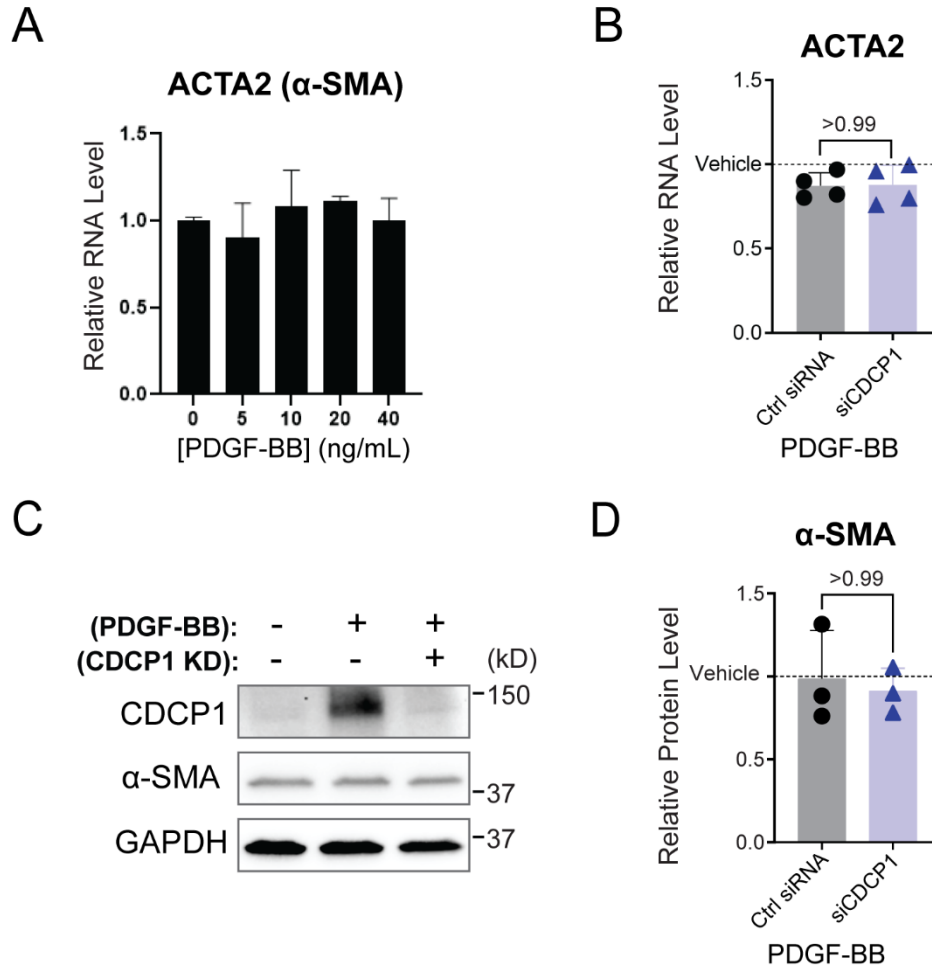 A
ACTA2 (α-SMA)
Relative RNA Level
1.5
1.0
0.5
0.0
0 5 10 20 40
[PDGF-BB] (ng/mL)
B
ACTA2
Relative RNA Level
1.5
Vehicle
0.5
0.0
>0.99
Ctrl siRNA
siCDCP1
PDGF-BB
C
(PDGF-BB): - + +
(CDCP1 KD): - - + (kD)
CDCP1 -150
α-SMA -37
GAPDH -37
D
α-SMA
Relative Protein Level
1.5
Vehicle
0.5
0.0
>0.99
Ctrl siRNA
siCDCP1
PDGF-BB